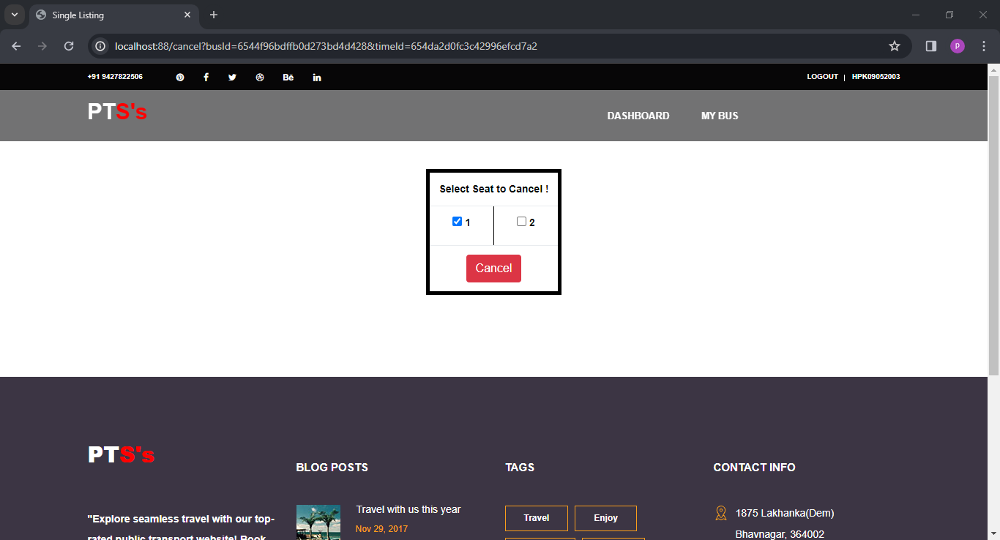 Single Listing
localhost:88/cancel?busId=6544f96bdffb0d273bd4d428&timeId=654da2d0fc3c42996efcd7a2
p
+91 9427822506
Bē
in
LOGOUT | HPK09052003
PTS's
DASHBOARD
MY BUS
Select Seat to Cancel !
1
2
Cancel
PTS's
BLOG POSTS
TAGS
CONTACT INFO
"Explore seamless travel with our top-
rated public transport website! Book
Travel with us this year
Nov 29, 2017
Travel
Enjoy
1875 Lakhanka(Dem)
Bhavnagar, 364002